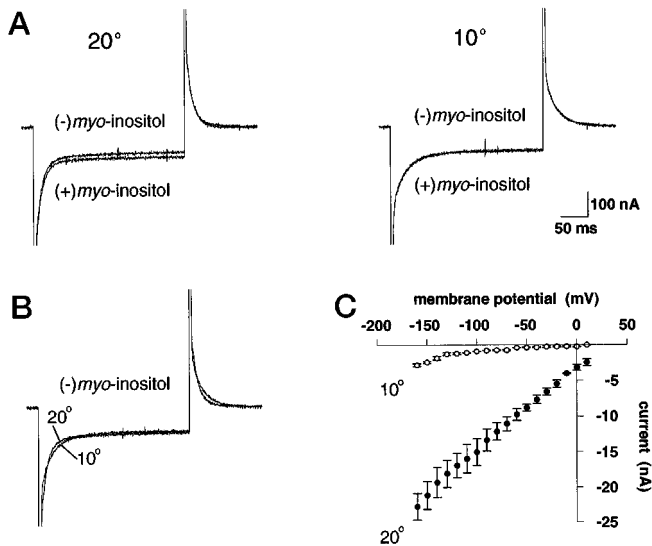 A
20°
10°
(-)myo-inositol
(-)myo-inositol
(+)myo-inositol
(+)myo-inositol
100 nA
50 ms
B
(-)myo-inositol
20°
10°
C
membrane potential (mV)
-200 -150 -100 -50 0 50
10°
-5
-10
-15
-20
-25
current (nA)
20°